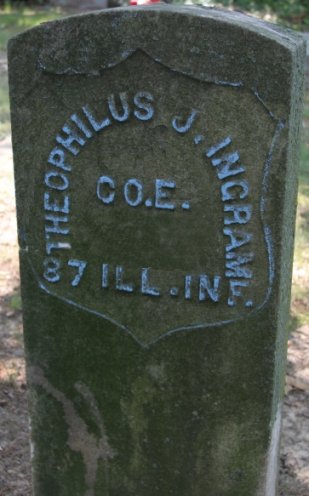 THEOPHILUS J. INGRAM.
CO.E.
87 ILL.INF.